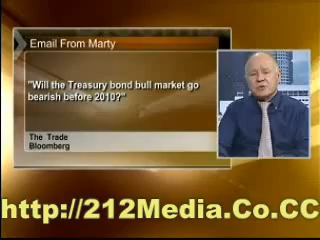 Email From Marty
"Will the Treasury bond bull market go
bearish before 2010?"
The Trade
Bloomberg
http://212Media.Co.CC